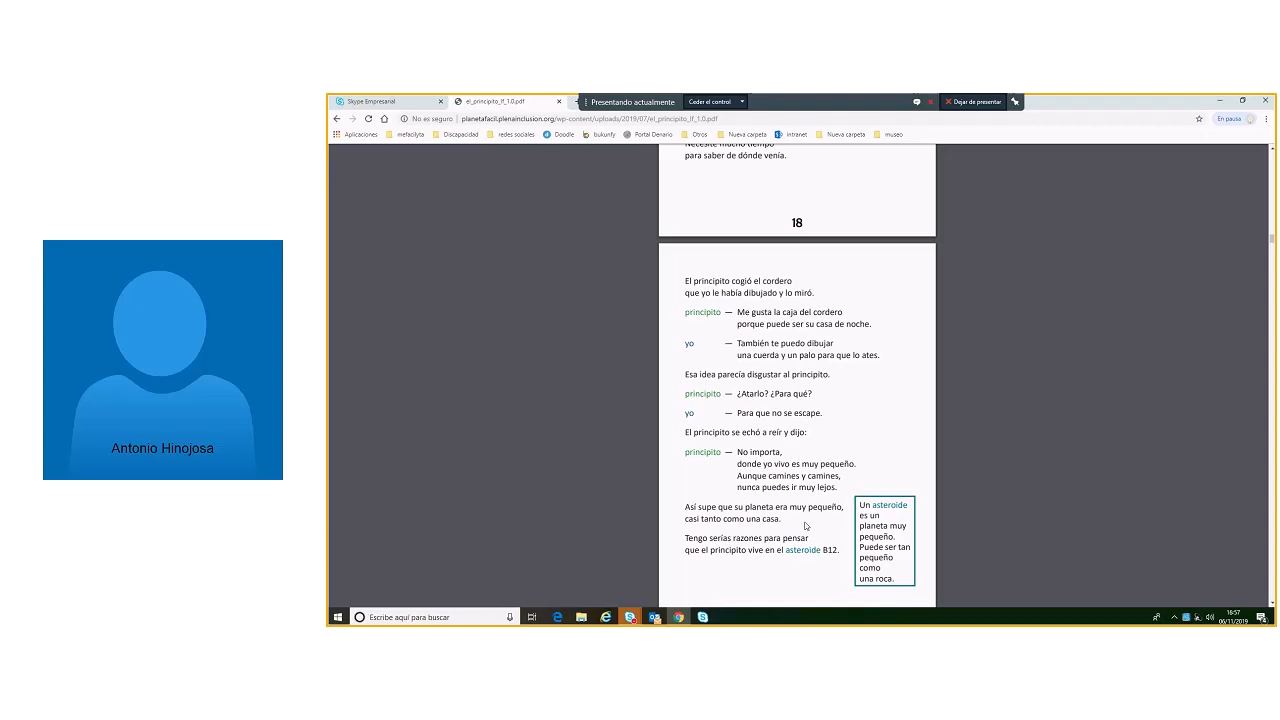 Skype Empresarial
el_principito_lf_1.0.pdf
Presentando actualmente
Ceder el control
Dejar de presentar
No es seguro
planetafacil.plenainclusion.org/wp-content/uploads/2019/07/el_principito_lf_1.0.pdf
En pausa
Aplicaciones
mefacilyta
Discapacidad
redes sociales
Doodle
bukunfy
Portal Denario
Otros
Nueva carpeta
intranet
Nueva carpeta
museo
Necesité mucho tiempo
para saber de dónde venía.
18
El principito cogió el cordero
que yo le había dibujado y lo miró.
principito — Me gusta la caja del cordero
porque puede ser su casa de noche.
yo — También te puedo dibujar
una cuerda y un palo para que lo ates.
Esa idea parecía disgustar al principito.
principito — ¿Atarlo? ¿Para qué?
yo — Para que no se escape.
El principito se echó a reír y dijo:
principito — No importa,
donde yo vivo es muy pequeño.
Aunque camines y camines,
nunca puedes ir muy lejos.
Así supe que su planeta era muy pequeño,
casi tanto como una casa.
Tengo serías razones para pensar
que el principito vive en el asteroide B12.
Un asteroide
es un
planeta muy
pequeño.
Puede ser tan
pequeño
como
una roca.
Antonio Hinojosa
Escribe aquí para buscar
16:57
06/11/2019